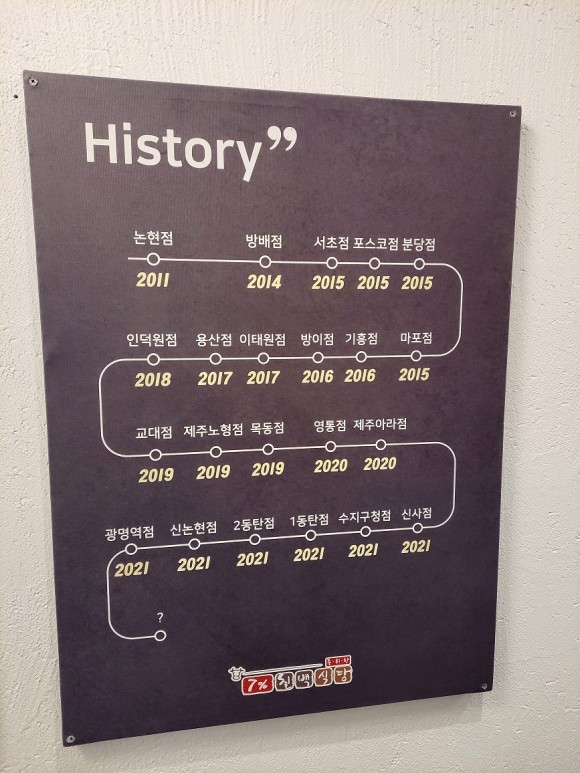 History”
논현점 방배점 서초점 포스코점 분당점
2011 2014 2015 2015 2015
인덕원점 용산점 이태원점 방이점 기흥점 마포점
2018 2017 2017 2016 2016 2015
교대점 제주노형점 목동점 영통점 제주아라점
2019 2019 2019 2020 2020
광명역점 신논현점 2동탄점 1동탄점 수지구청점 신사점
2021 2021 2021 2021 2021 2021
?
7% 칠백식당